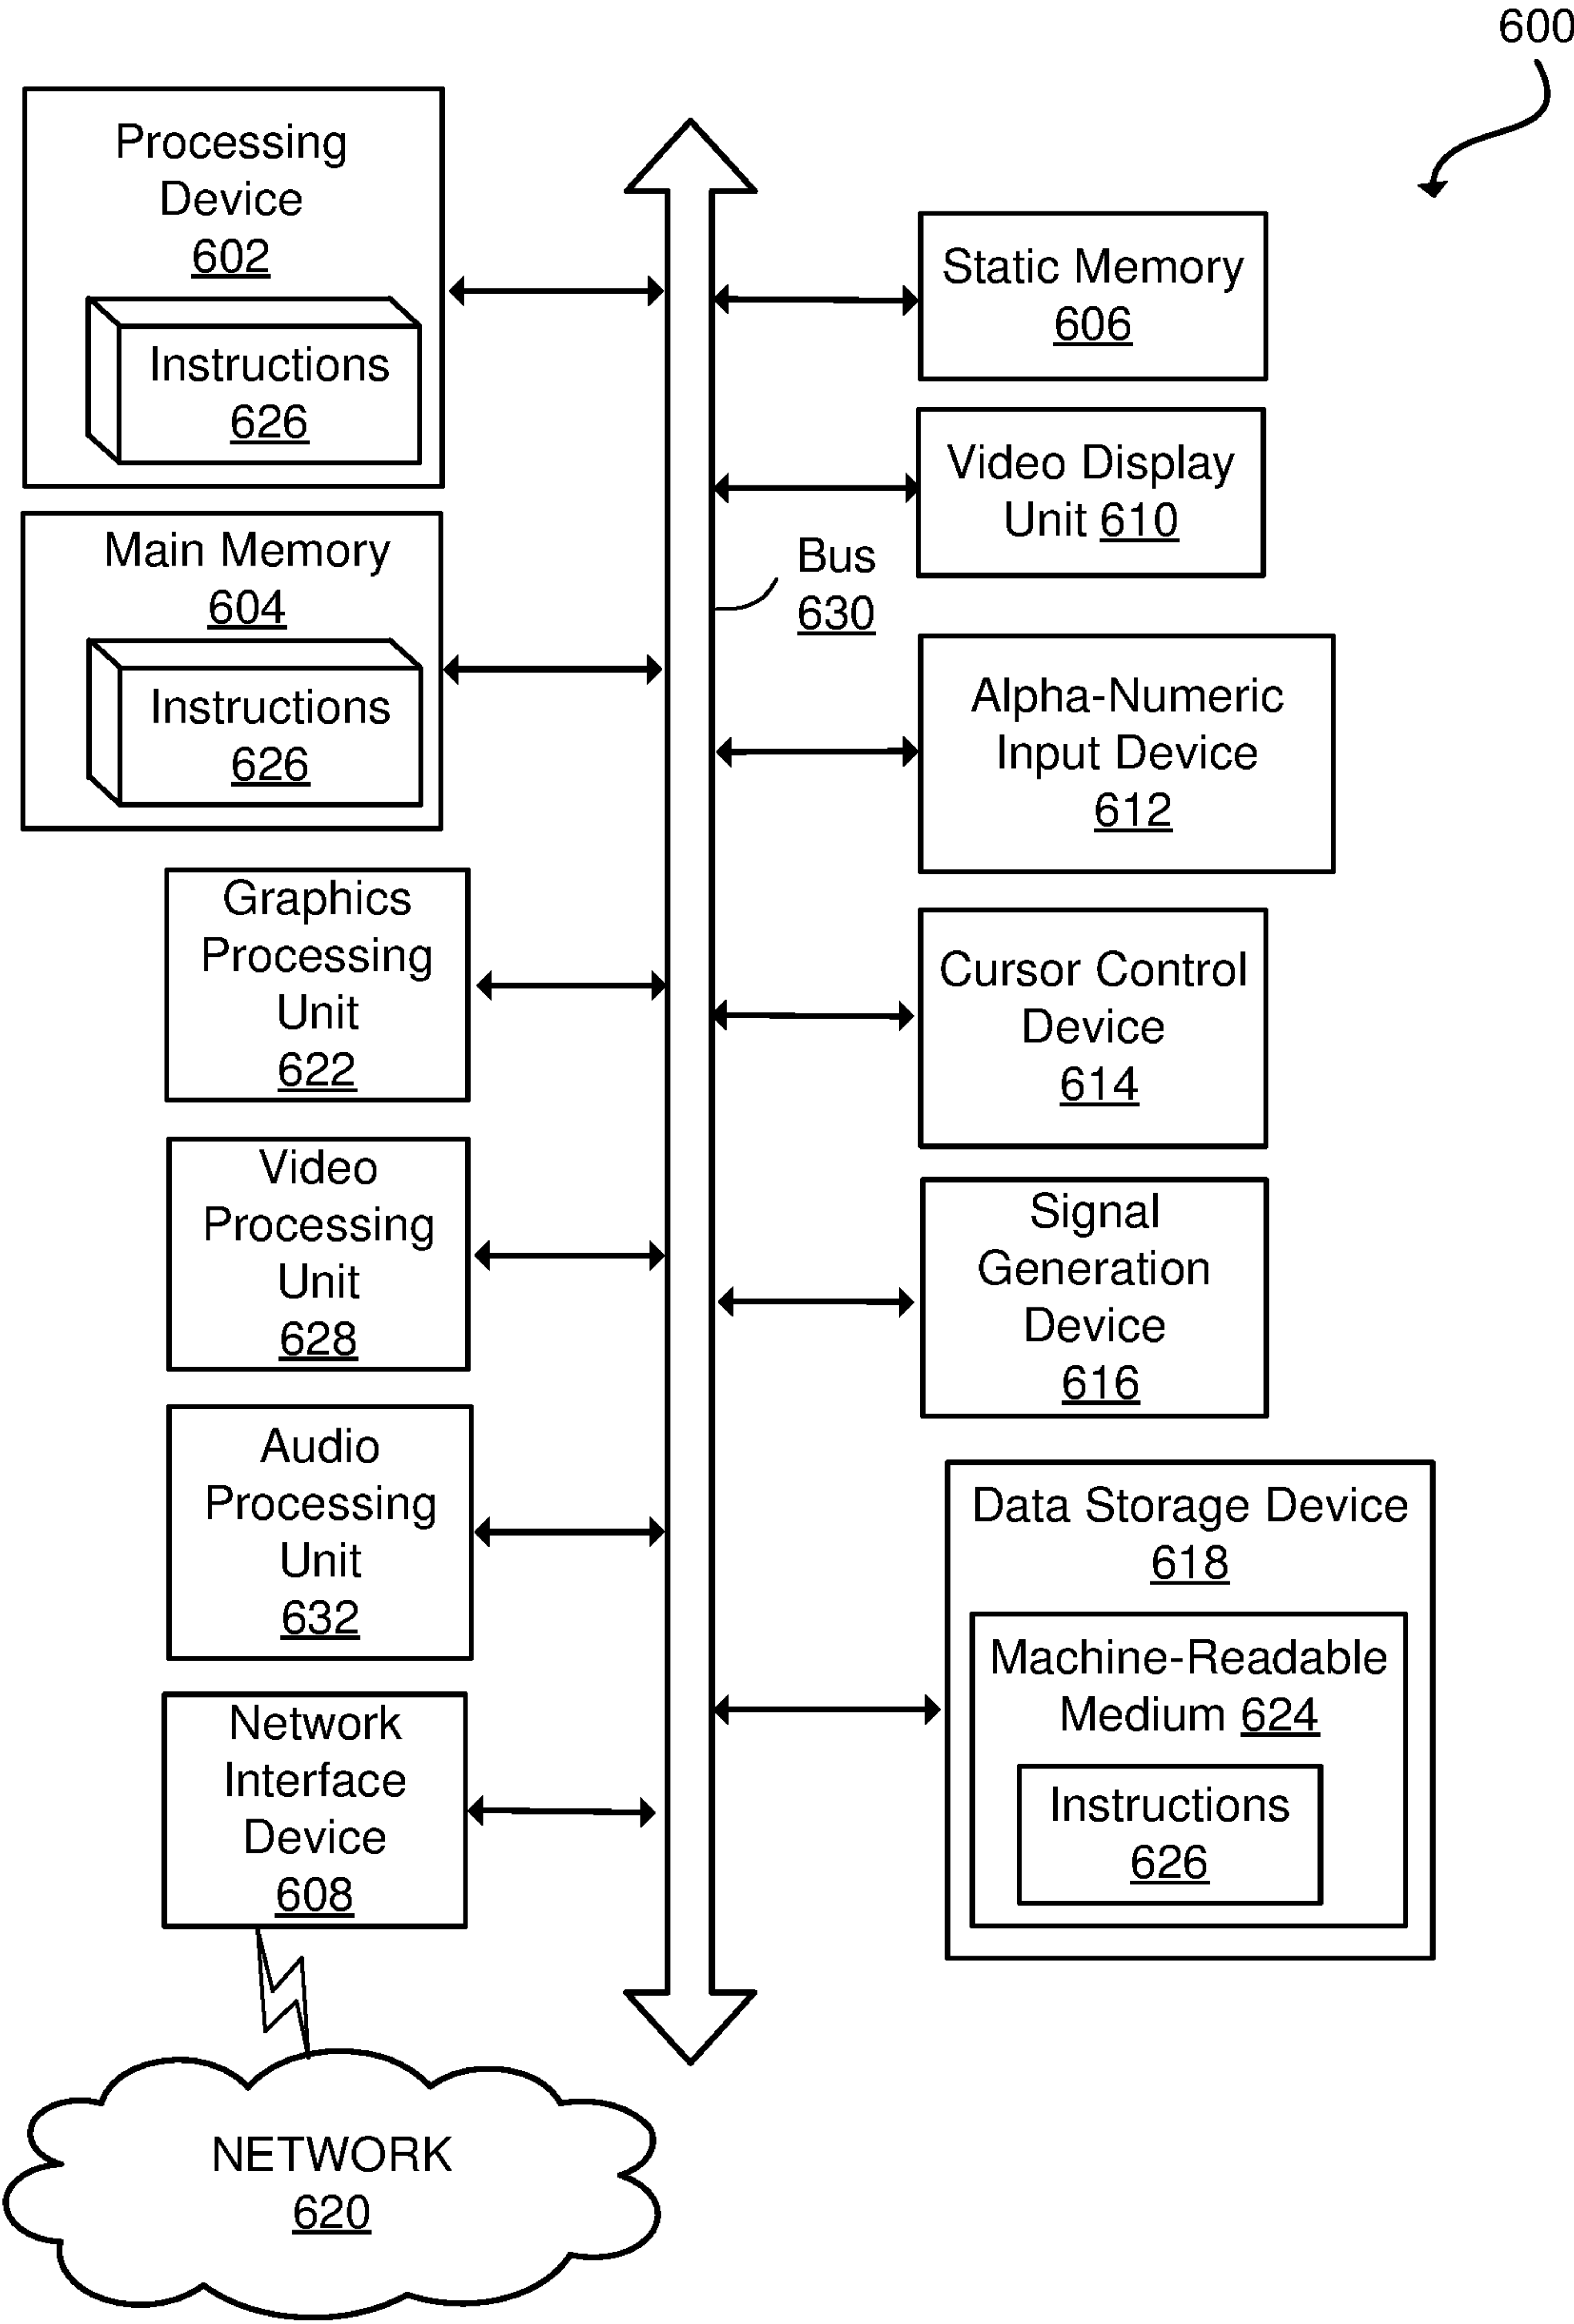 600
Processing
Device
602
Instructions
626
Main Memory
604
Instructions
626
Graphics
Processing
Unit
622
Video
Processing
Unit
628
Audio
Processing
Unit
632
Network
Interface
Device
608
NETWORK
620
Bus
630
Static Memory
606
Video Display
Unit 610
Alpha-Numeric
Input Device
612
Cursor Control
Device
614
Signal
Generation
Device
616
Data Storage Device
618
Machine-Readable
Medium 624
Instructions
626